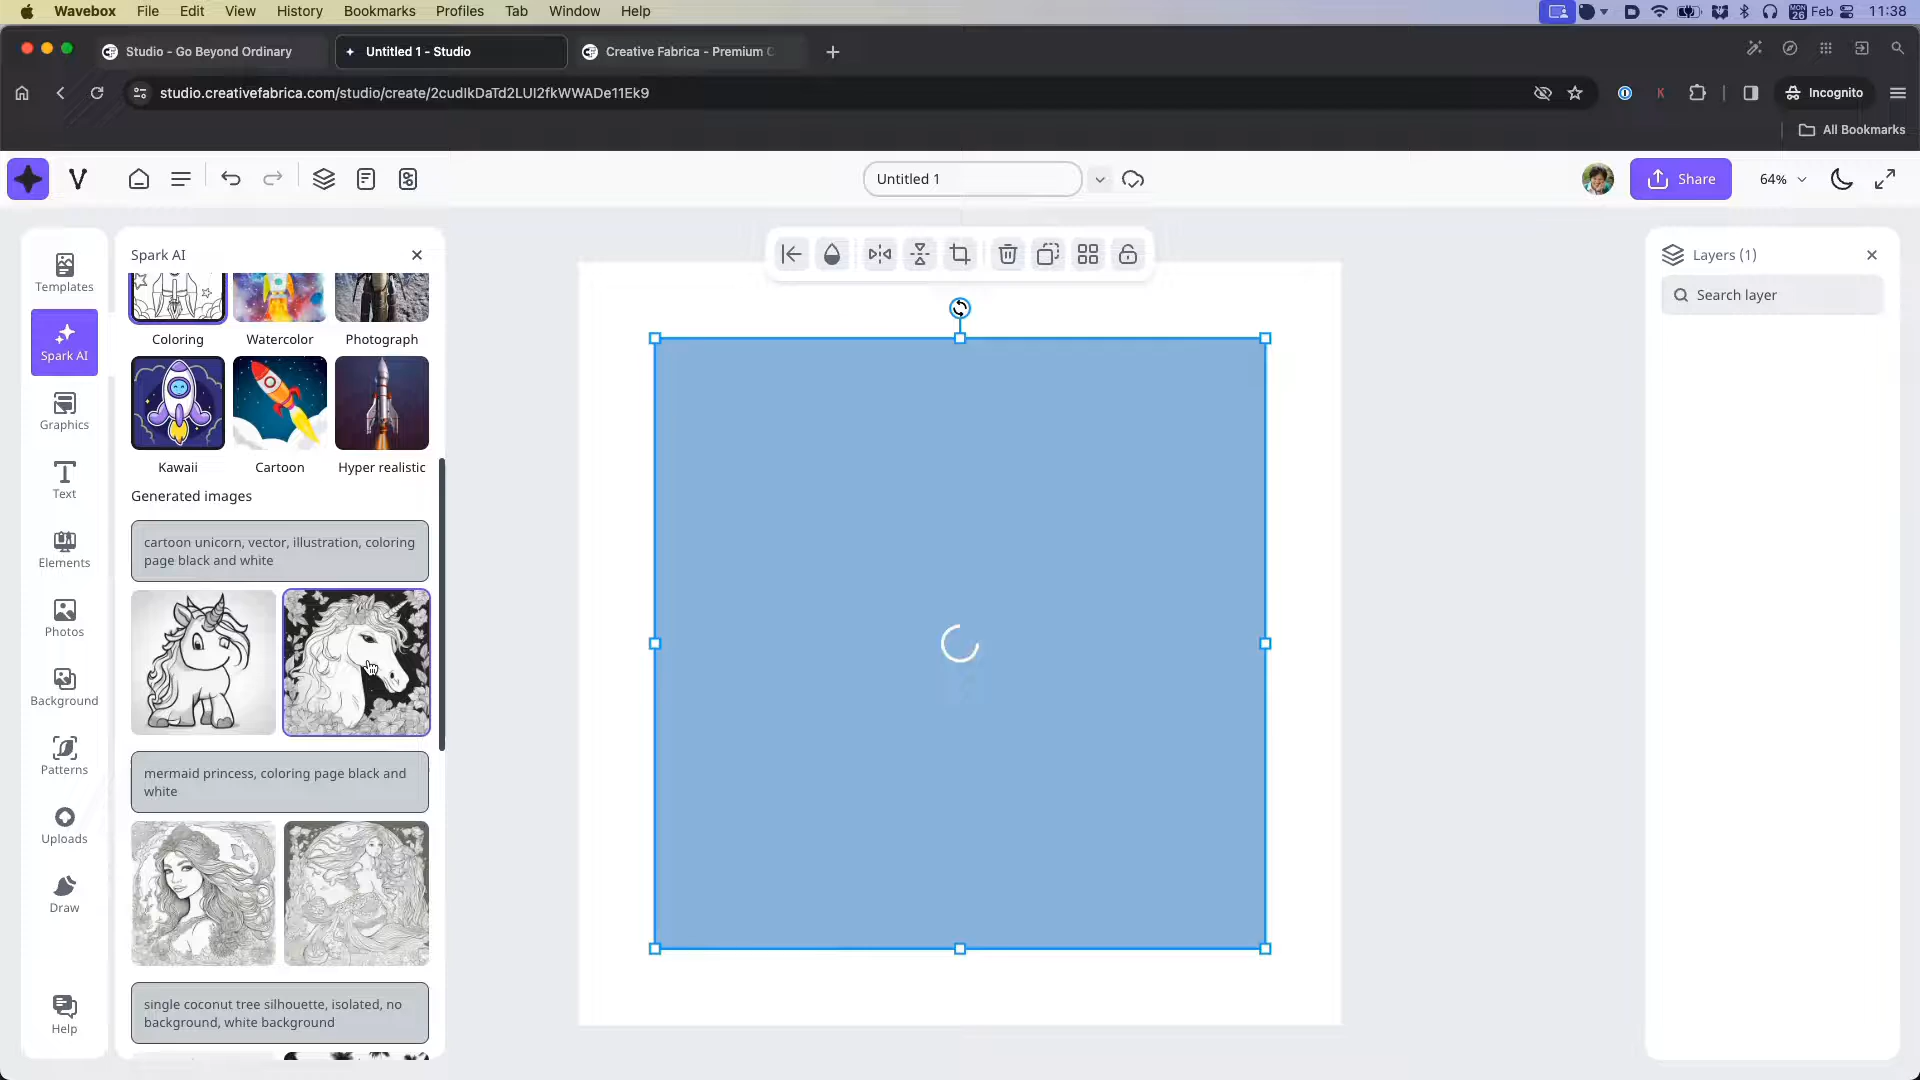 Wavebox File Edit View History Bookmarks Profiles Tab Window Help
MON 26 Feb 11:38
Studio - Go Beyond Ordinary
Untitled 1 - Studio
Creative Fabrica - Premium C
studio.creativefabrica.com/studio/create/2cudIkDaTd2LUI2fkWWADe11Ek9
Incognito
All Bookmarks
Untitled 1
Share
64%
Templates
Spark AI
Graphics
Text
Elements
Photos
Background
Patterns
Uploads
Draw
Help
Spark AI
Coloring
Watercolor
Photograph
Kawaii
Cartoon
Hyper realistic
Generated images
cartoon unicorn, vector, illustration, coloring
page black and white
mermaid princess, coloring page black and
white
single coconut tree silhouette, isolated, no
background, white background
Layers (1)
Search layer